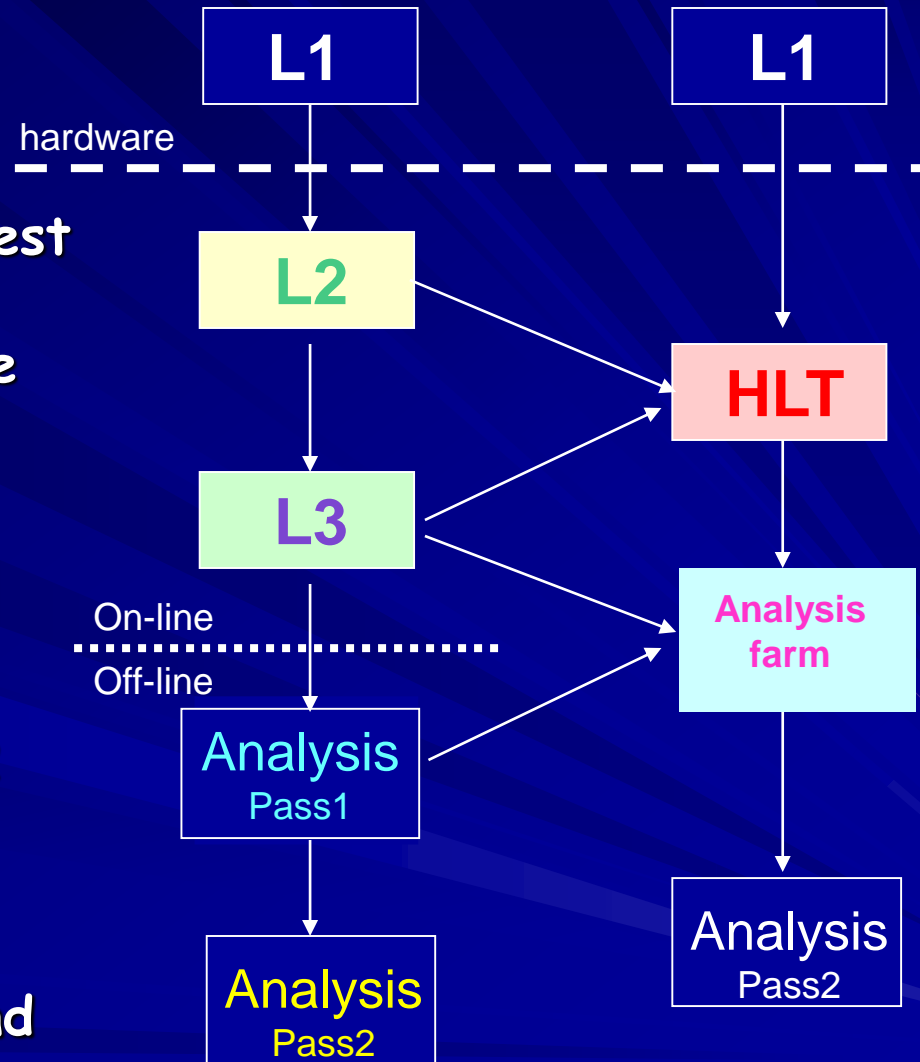 L1
L1
hardware
L2
HLT
L3
Analysis
farm
On-line
Off-line
Analysis
Pass1
Analysis
Pass2
Analysis
Pass2